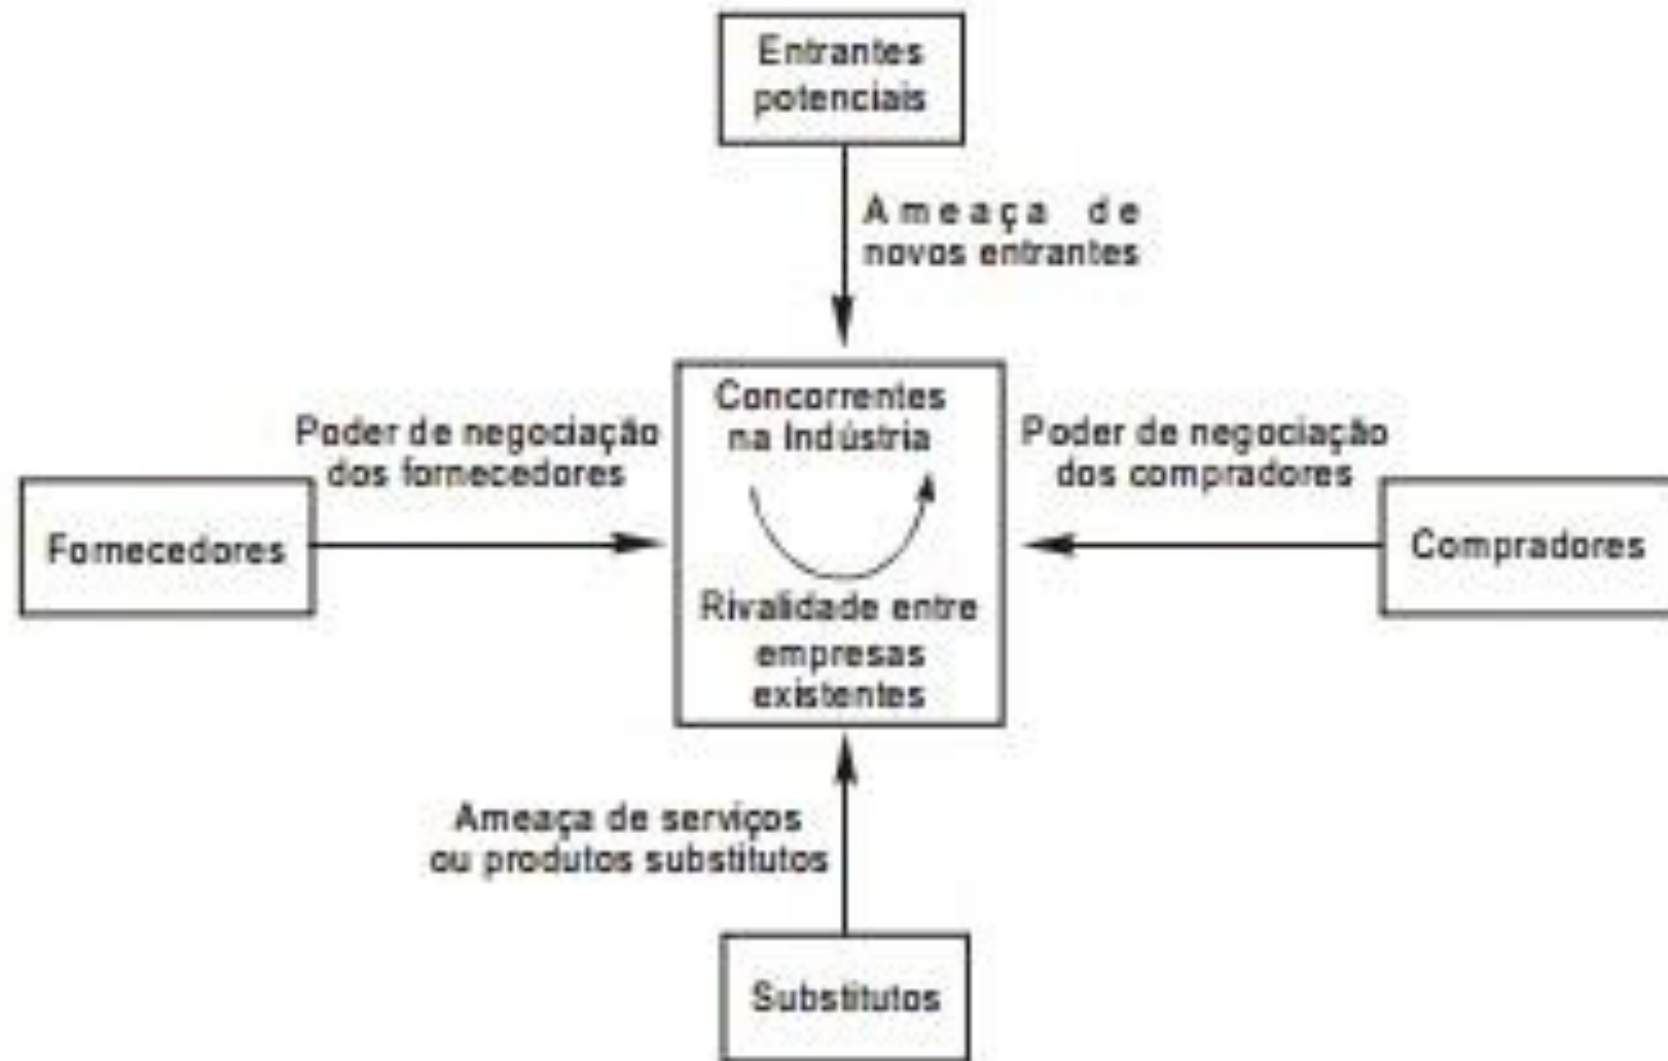 Entrantes
potenciais
Ameaça de
novos entrantes
Concorrentes
na Indústria
Poder de negociação
dos fornecedores
Poder de negociação
dos compradores
Fornecedores
Compradores
Rivalidade entre
empresas
existentes
Ameaça de serviços
ou produtos substitutos
Substitutos